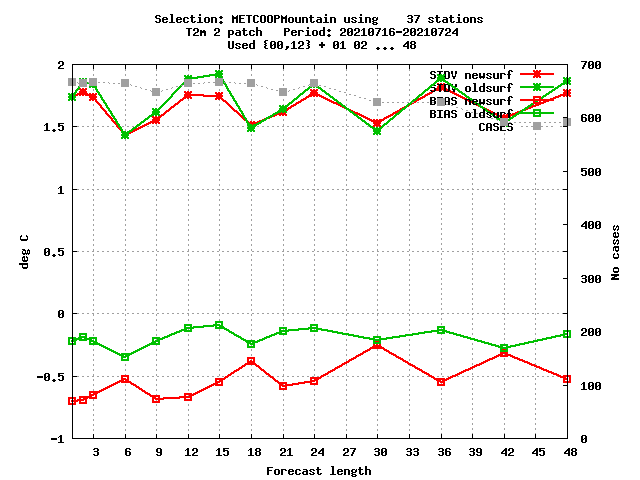 Selection: METCOOPMountain using    37 stations
T2m 2 patch   Period: 20210716-20210724
Used {00,12} + 01 02 ... 48
2
1.5
1
0.5
0
-0.5
-1
deg C
700
600
500
400
300
200
100
0
No cases
STDV newsurf
STDV oldsurf
BIAS newsurf
BIAS oldsurf
CASES
3 6 9 12 15 18 21 24 27 30 33 36 39 42 45 48
Forecast length